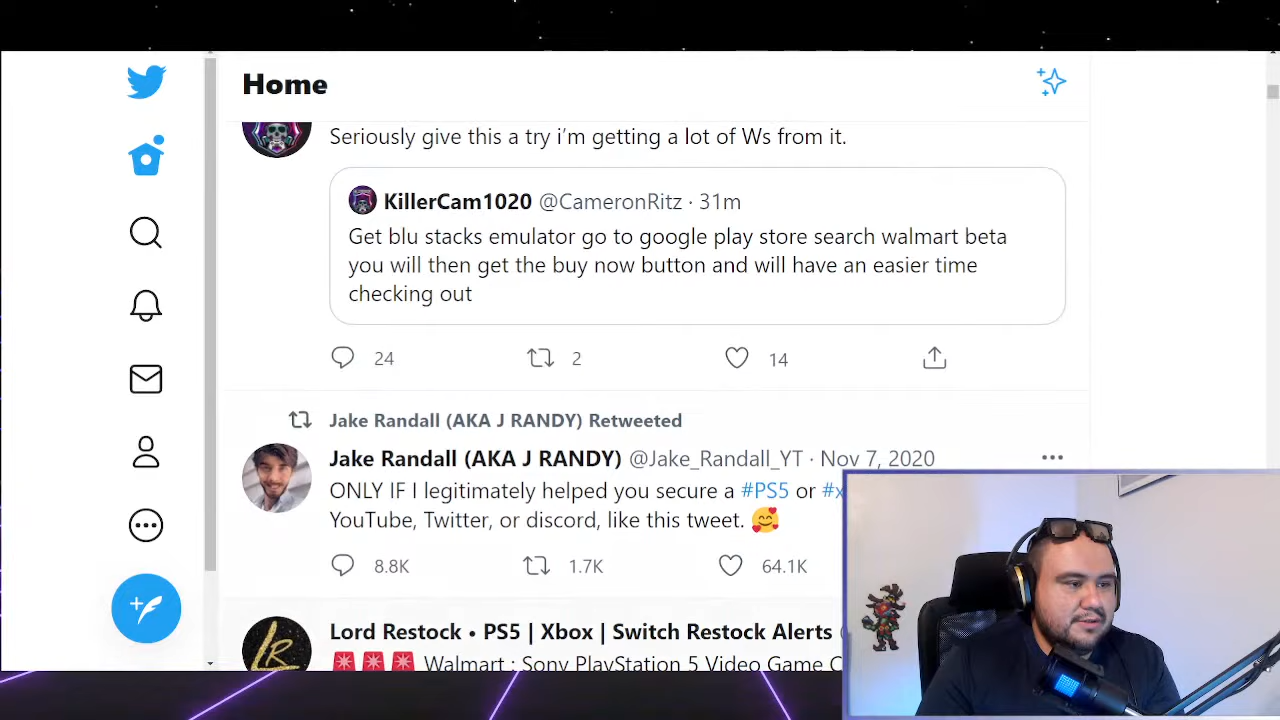 Home
Seriously give this a try i'm getting a lot of Ws from it.
KillerCam1020 @CameronRitz · 31m
Get blu stacks emulator go to google play store search walmart beta
you will then get the buy now button and will have an easier time
checking out
24 2 14
Jake Randall (AKA J RANDY) Retweeted
Jake Randall (AKA J RANDY) @Jake_Randall_YT · Nov 7, 2020
ONLY IF I legitimately helped you secure a #PS5 or #x
YouTube, Twitter, or discord, like this tweet. 🥰
8.8K 1.7K 64.1K
LR
Lord Restock • PS5 | Xbox | Switch Restock Alerts
🚨🚨🚨 Walmart : Sony PlayStation 5 Video Game C